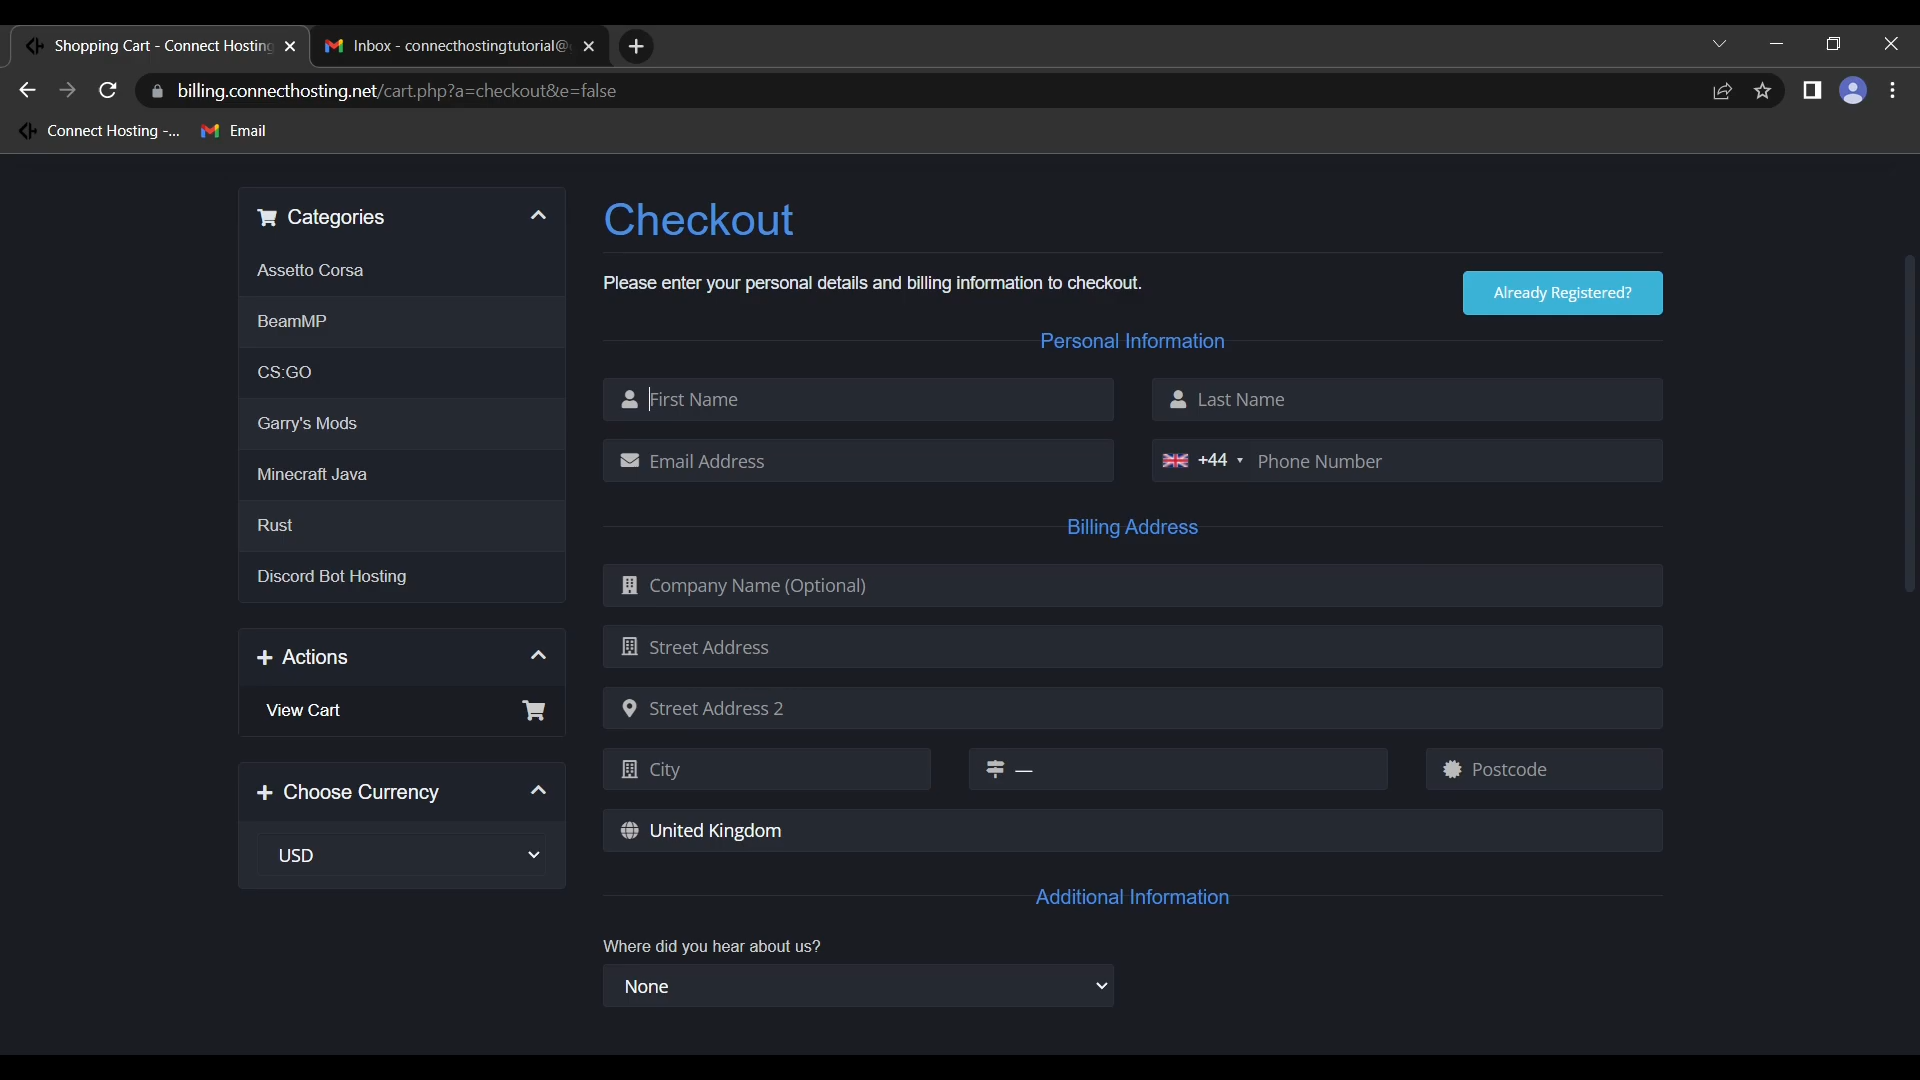 Shopping Cart - Connect Hosting
Inbox - connecthostingtutorial@
billing.connecthosting.net/cart.php?a=checkout&e=false
Connect Hosting -...
Email
Categories
Assetto Corsa
BeamMP
CS:GO
Garry's Mods
Minecraft Java
Rust
Discord Bot Hosting
Actions
View Cart
Choose Currency
USD
Checkout
Please enter your personal details and billing information to checkout.
Already Registered?
Personal Information
First Name
Last Name
Email Address
+44
Phone Number
Billing Address
Company Name (Optional)
Street Address
Street Address 2
City
—
Postcode
United Kingdom
Additional Information
Where did you hear about us?
None